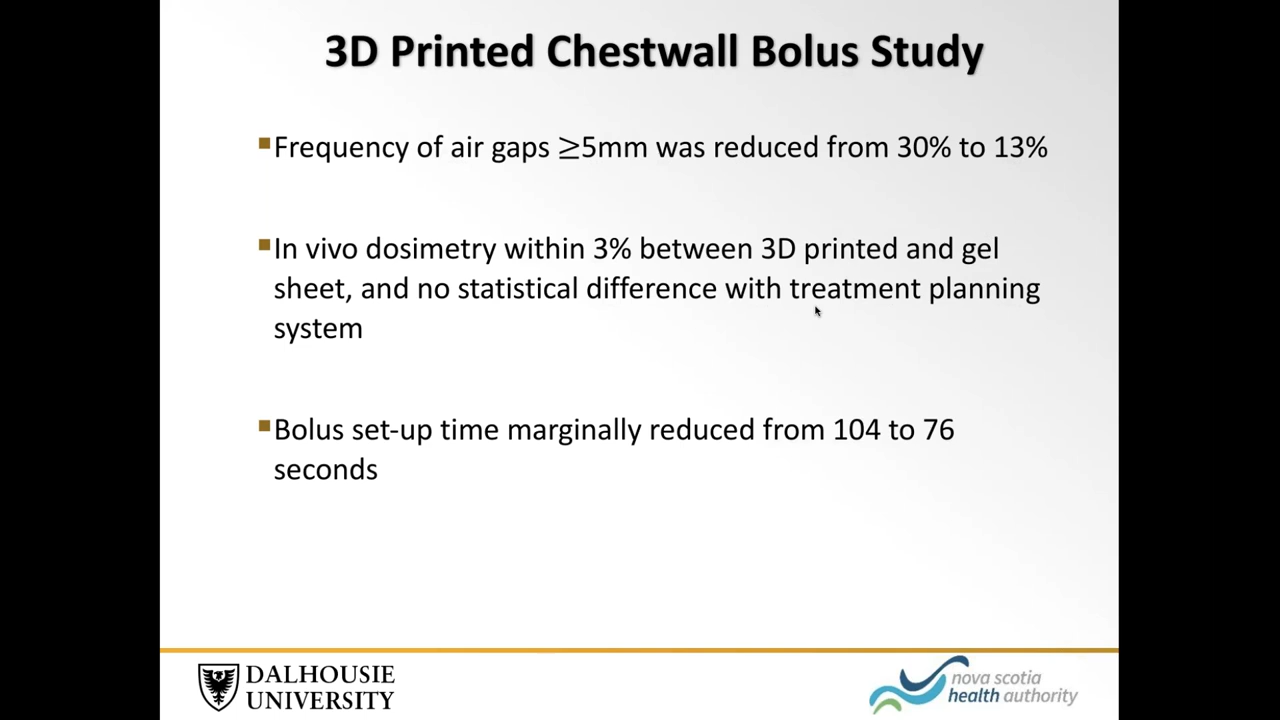 3D Printed Chestwall Bolus Study
Frequency of air gaps ≥5mm was reduced from 30% to 13%
In vivo dosimetry within 3% between 3D printed and gel
sheet, and no statistical difference with treatment planning
system
Bolus set-up time marginally reduced from 104 to 76
seconds
DALHOUSIE
UNIVERSITY
nova scotia
health authority